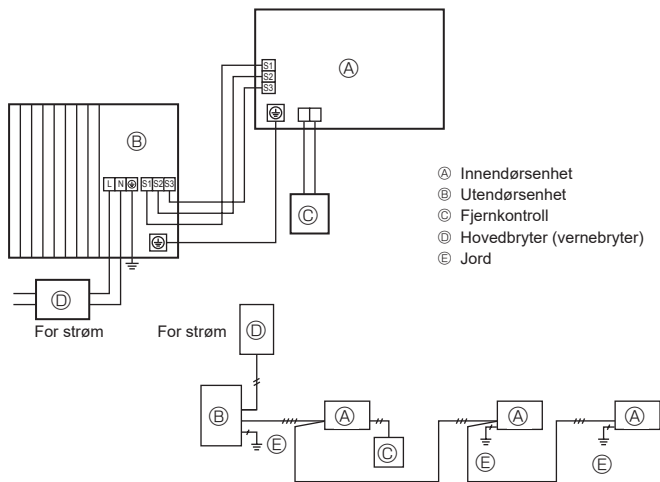 S1
S2
S3
Ⓐ
Ⓑ
L N S1 S2 S3
Ⓒ
Ⓐ Innendørsenhet
Ⓑ Utendørsenhet
Ⓒ Fjernkontroll
Ⓓ Hovedbryter (vernebryter)
Ⓔ Jord
Ⓓ
For strøm
For strøm
Ⓓ
Ⓑ
Ⓔ
Ⓐ
Ⓒ
Ⓐ
Ⓔ
Ⓐ
Ⓔ